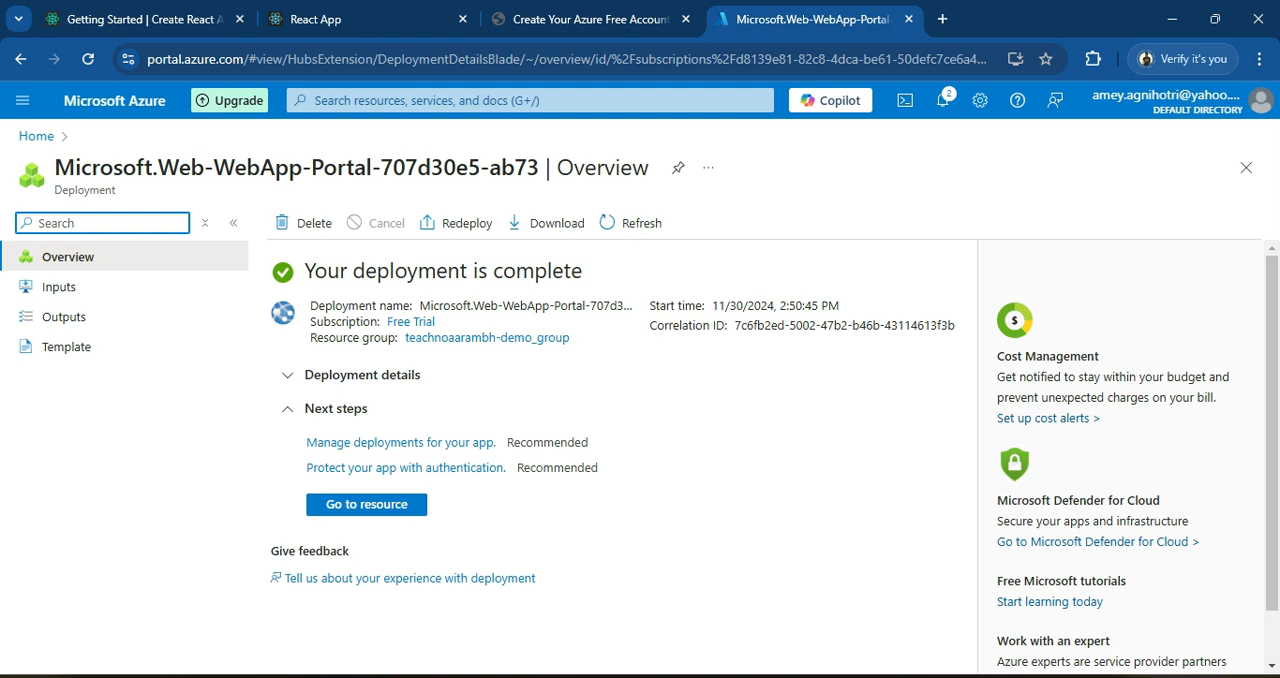 Getting Started | Create React A
React App
Create Your Azure Free Account
Microsoft.Web-WebApp-Portal-
portal.azure.com/#view/HubsExtension/DeploymentDetailsBlade/~/overview/id/%2Fsubscriptions%2Fd8139e81-82c8-4dca-be61-50defc7ce6a4...
Verify it's you
Microsoft Azure
Upgrade
Search resources, services, and docs (G+/)
Copilot
2
amey.agnihotri@yahoo....
DEFAULT DIRECTORY
Home >
Microsoft.Web-WebApp-Portal-707d30e5-ab73 | Overview
Deployment
Search
Delete
Cancel
Redeploy
Download
Refresh
Overview
Inputs
Outputs
Template
Your deployment is complete
Deployment name: Microsoft.Web-WebApp-Portal-707d3...
Subscription: Free Trial
Resource group: teachnoaarambh-demo_group
Start time: 11/30/2024, 2:50:45 PM
Correlation ID: 7c6fb2ed-5002-47b2-b46b-43114613f3b
Deployment details
Next steps
Manage deployments for your app. Recommended
Protect your app with authentication. Recommended
Go to resource
Give feedback
Tell us about your experience with deployment
$
Cost Management
Get notified to stay within your budget and
prevent unexpected charges on your bill.
Set up cost alerts >
Microsoft Defender for Cloud
Secure your apps and infrastructure
Go to Microsoft Defender for Cloud >
Free Microsoft tutorials
Start learning today
Work with an expert
Azure experts are service provider partners